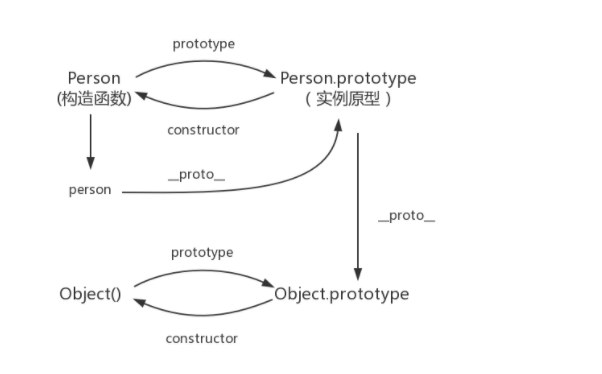 prototype
Person
Person.prototype
(构造函数)
(实例原型)
constructor
__proto__
person
__proto__
prototype
Object()
Object.prototype
constructor